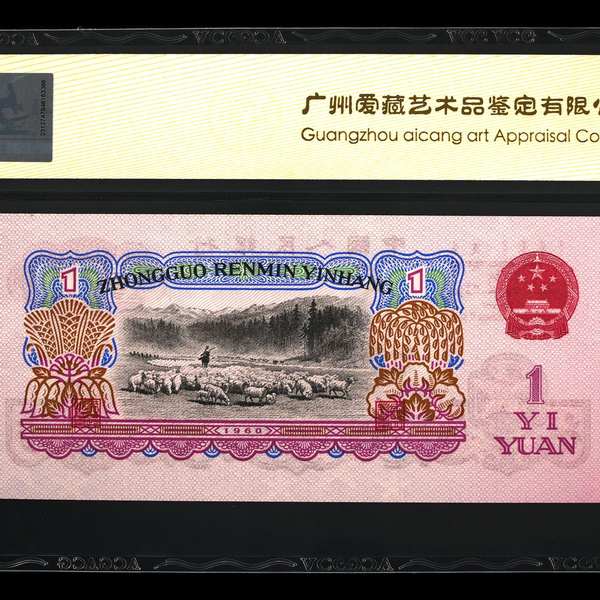 广州爱藏艺术品鉴定有限
Guangzhou aicang art Appraisal Co
1 ZHONGGUO RENMIN YINHANG 1
1960
1
YI
YUAN